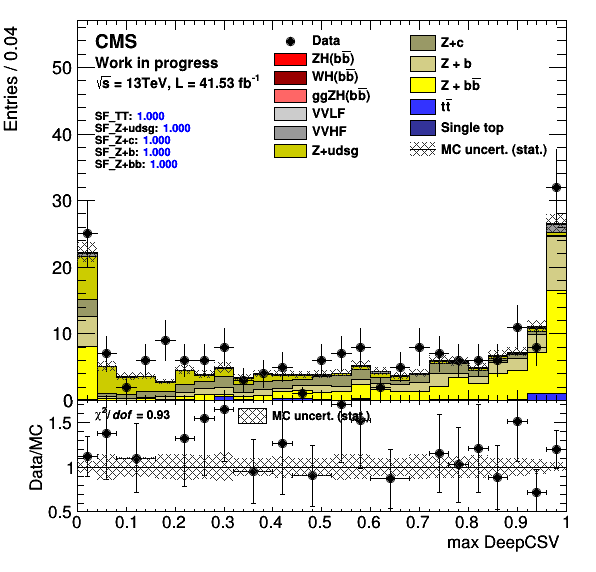 Entries / 0.04
50
40
30
20
10
0
CMS
Work in progress
√s = 13TeV, L = 41.53 fb⁻¹
SF_TT: 1.000
SF_Z+udsg: 1.000
SF_Z+c: 1.000
SF_Z+b: 1.000
SF_Z+bb: 1.000
Data
ZH(bb̅)
WH(bb̅)
ggZH(bb̅)
VVLF
VVHF
Z+udsg
Z+c
Z + b
Z + bb̅
tt̅
Single top
MC uncert. (stat.)
Data/MC
1.5
1
0.5
χ²/dof = 0.93
MC uncert. (stat.)
0 0.1 0.2 0.3 0.4 0.5 0.6 0.7 0.8 0.9 1
max DeepCSV